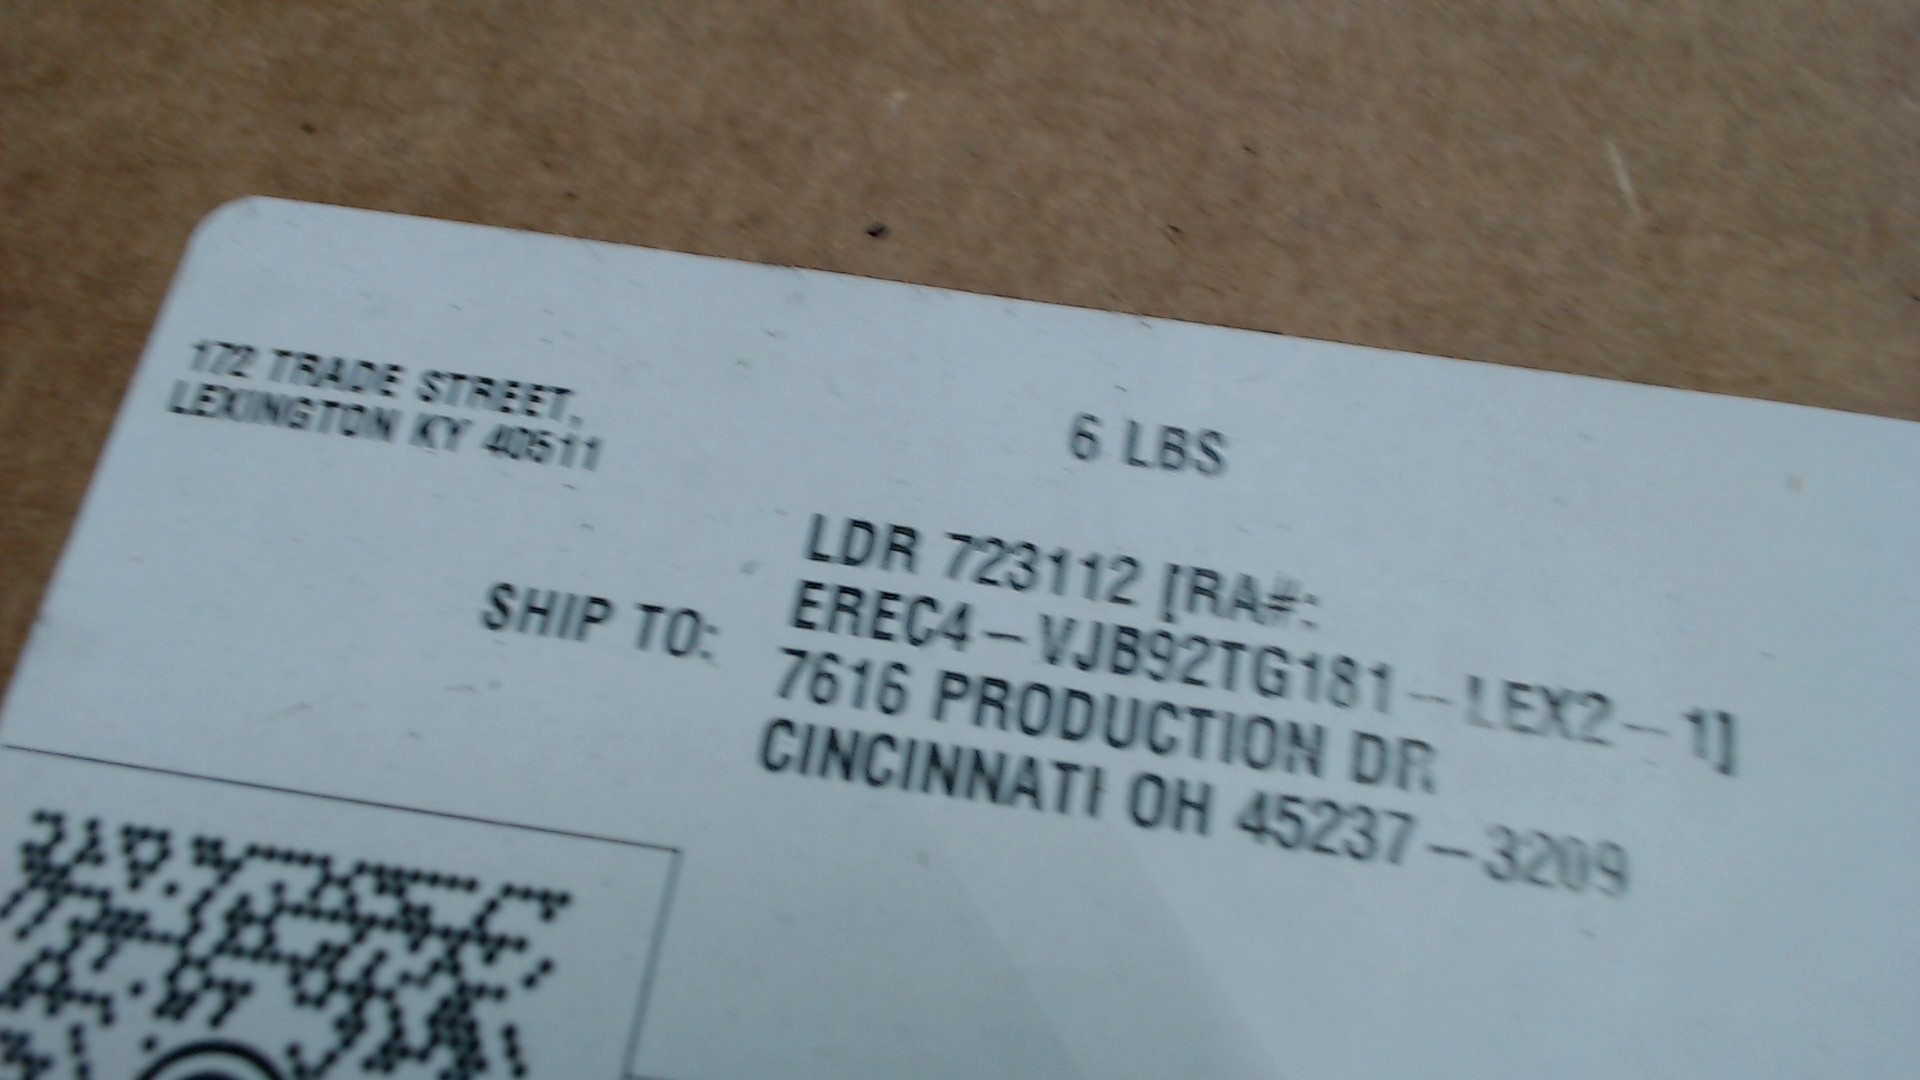 172 TRADE STREET,
LEXINGTON KY 40511
6 LBS
SHIP TO:
LDR 723112 [RA#:
EREC4-VJB92TG181-LEX2-1]
7616 PRODUCTION DR
CINCINNATI OH 45237-3209